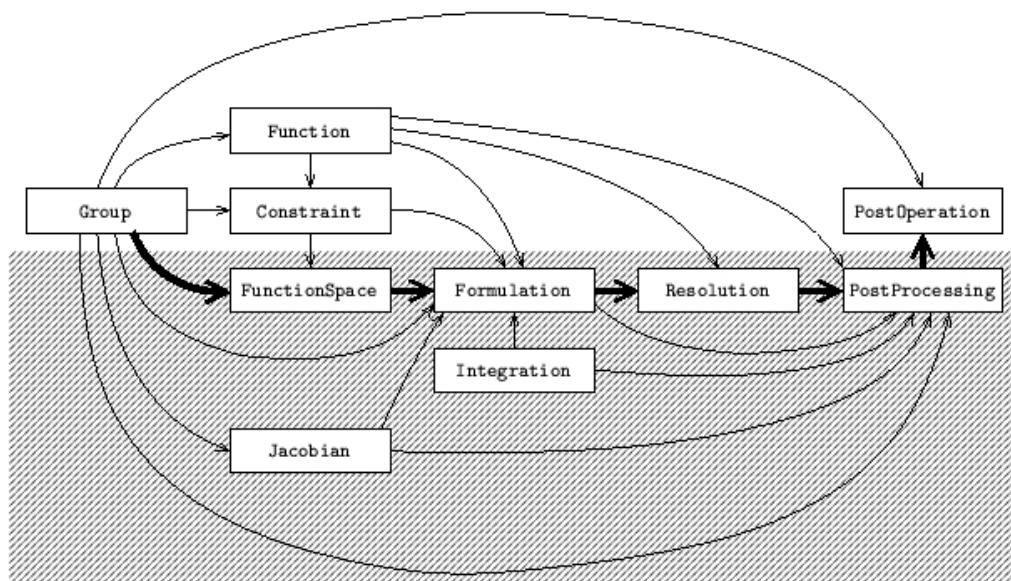 Function
Group
Constraint
PostOperation
FunctionSpace
Formulation
Resolution
PostProcessing
Integration
Jacobian